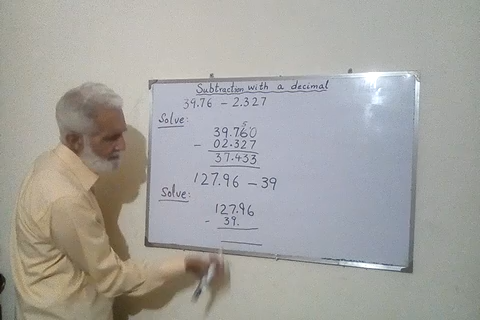 Subtraction with a decimal
39.76 - 2.327
Solve:
5
39.760
- 02.327
37.433
127.96 - 39
Solve:
127.96
- 39.